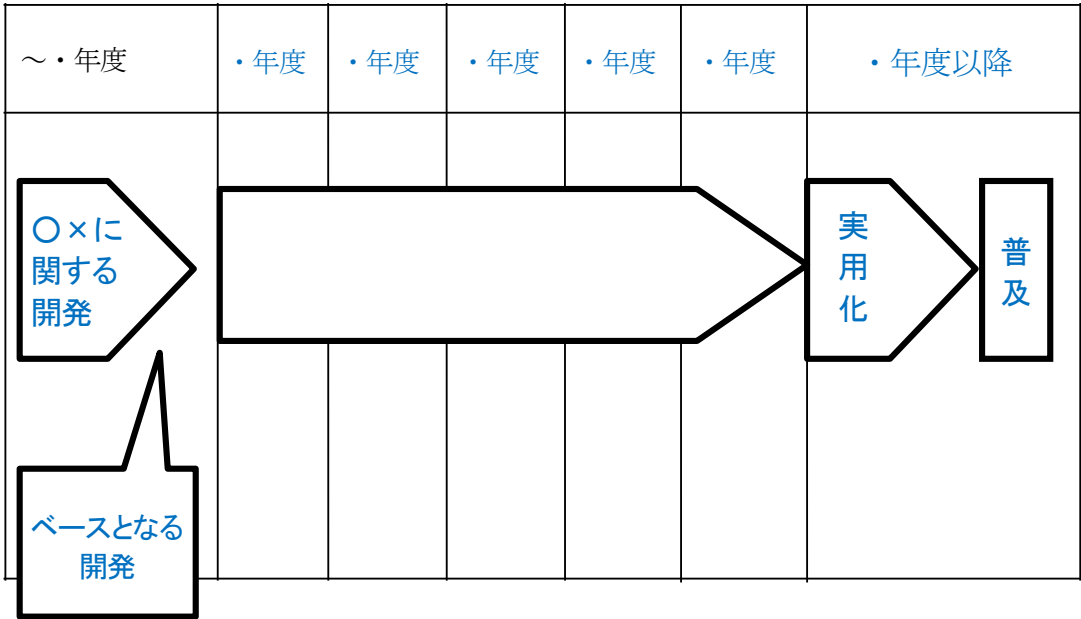 ～・年度
・年度
・年度
・年度
・年度
・年度
・年度以降
〇×に
関する
開発
実
用
化
普
及
ベースとなる
開発